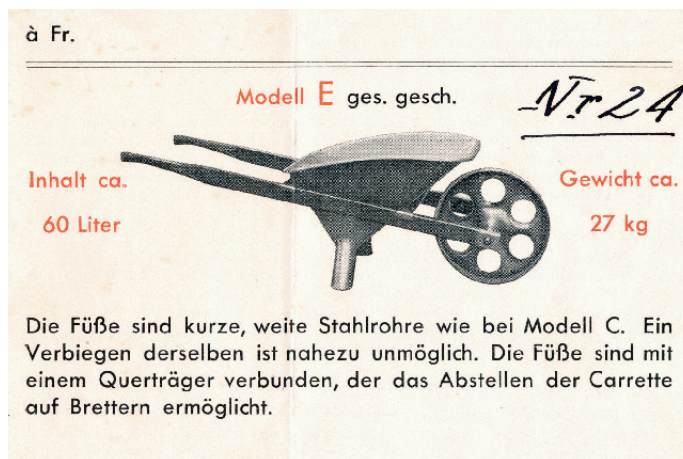 à Fr.
Modell E ges. gesch.
Nr 24
Inhalt ca.
60 Liter
Gewicht ca.
27 kg
Die Füße sind kurze, weite Stahlrohre wie bei Modell C. Ein
Verbiegen derselben ist nahezu unmöglich. Die Füße sind mit
einem Querträger verbunden, der das Abstellen der Carrette
auf Brettern ermöglicht.